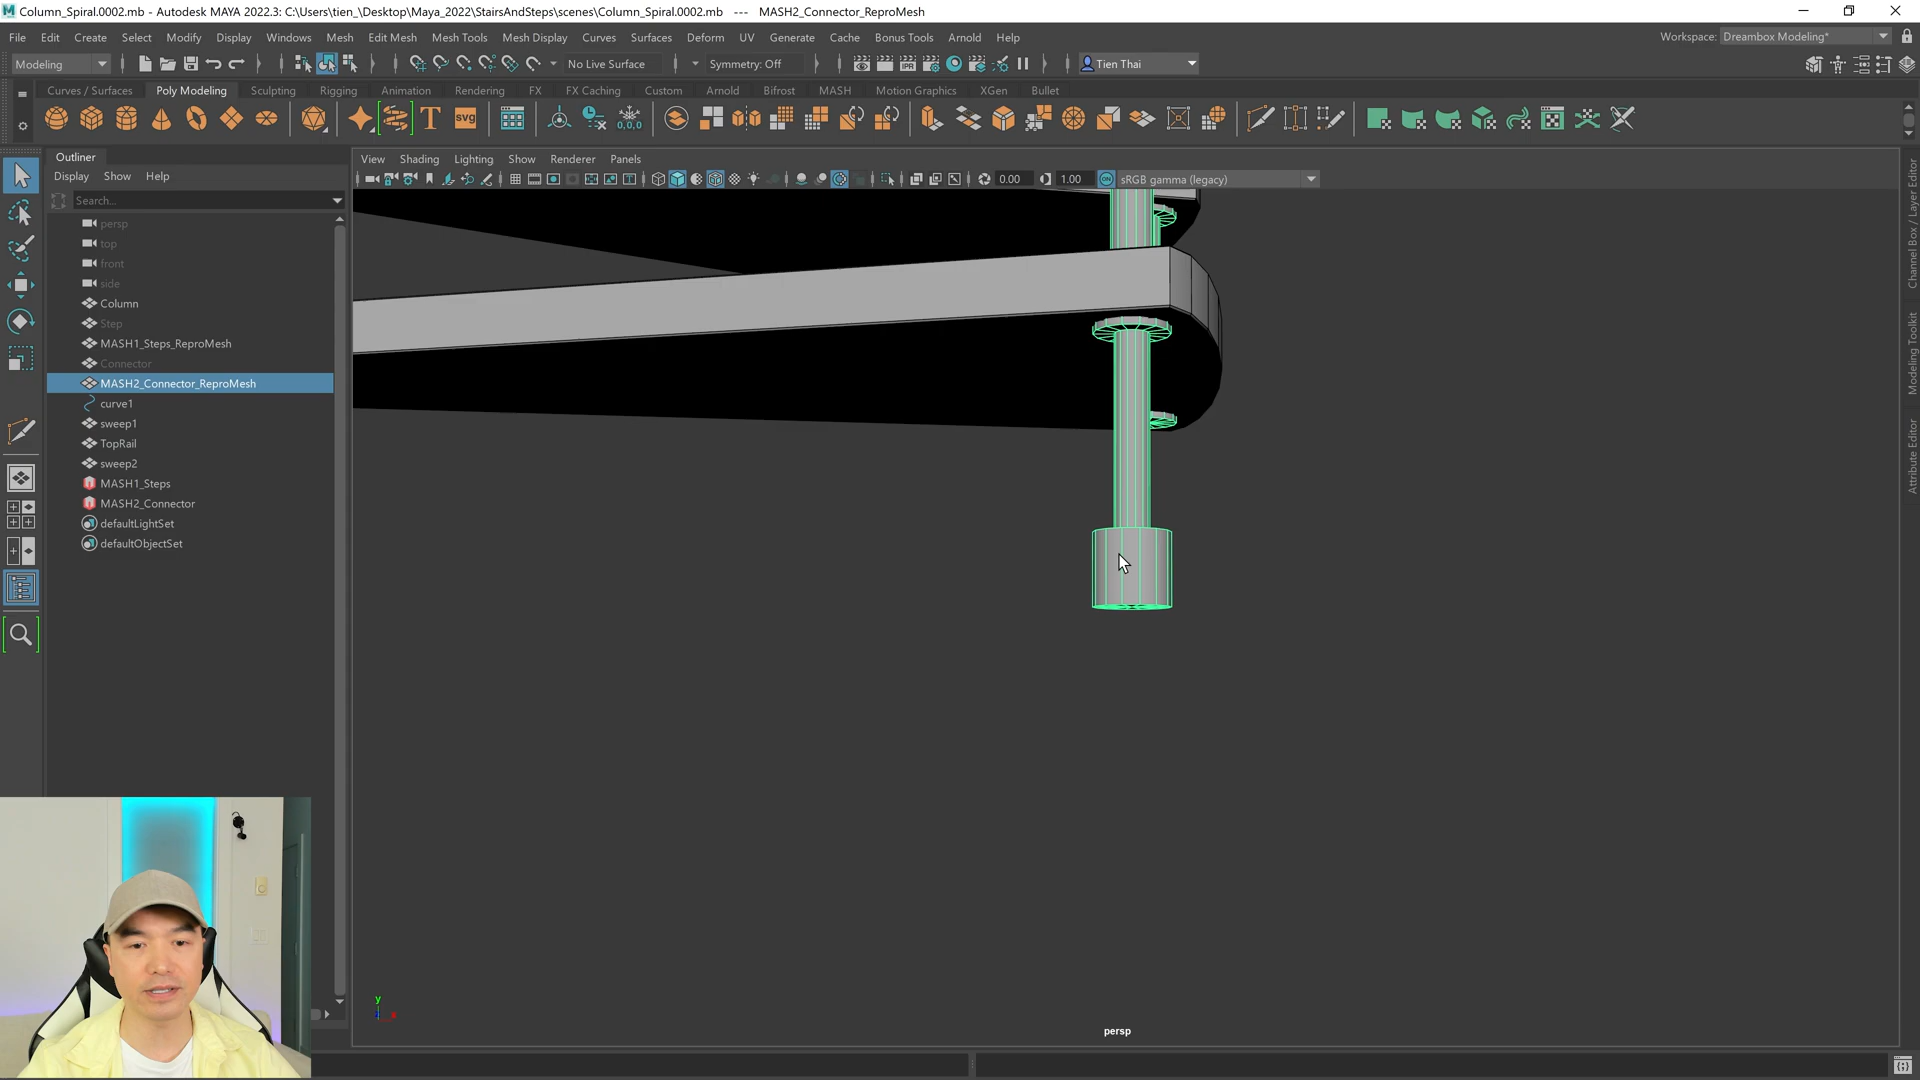 Column_Spiral.0002.mb - Autodesk MAYA 2022.3: C:\Users\tien_\Desktop\Maya_2022\StairsAndSteps\scenes\Column_Spiral.0002.mb --- MASH2_Connector_ReproMesh
File Edit Create Select Modify Display Windows Mesh Edit Mesh Mesh Tools Mesh Display Curves Surfaces Deform UV Generate Cache Bonus Tools Arnold Help
Workspace: Dreambox Modeling*
Modeling No Live Surface Symmetry: Off Tien Thai
Curves / Surfaces Poly Modeling Sculpting Rigging Animation Rendering FX FX Caching Custom Arnold Bifrost MASH Motion Graphics XGen Bullet
T SVG 0,0,0
Outliner
Display Show Help
Search...
View Shading Lighting Show Renderer Panels
0.00 1.00 ON sRGB gamma (legacy)
persp
top
front
side
Column
Step
MASH1_Steps_ReproMesh
Connector
MASH2_Connector_ReproMesh
curve1
sweep1
TopRail
sweep2
MASH1_Steps
MASH2_Connector
defaultLightSet
defaultObjectSet
Channel Box / Layer Editor
Modeling Toolkit
Attribute Editor
y
x
persp